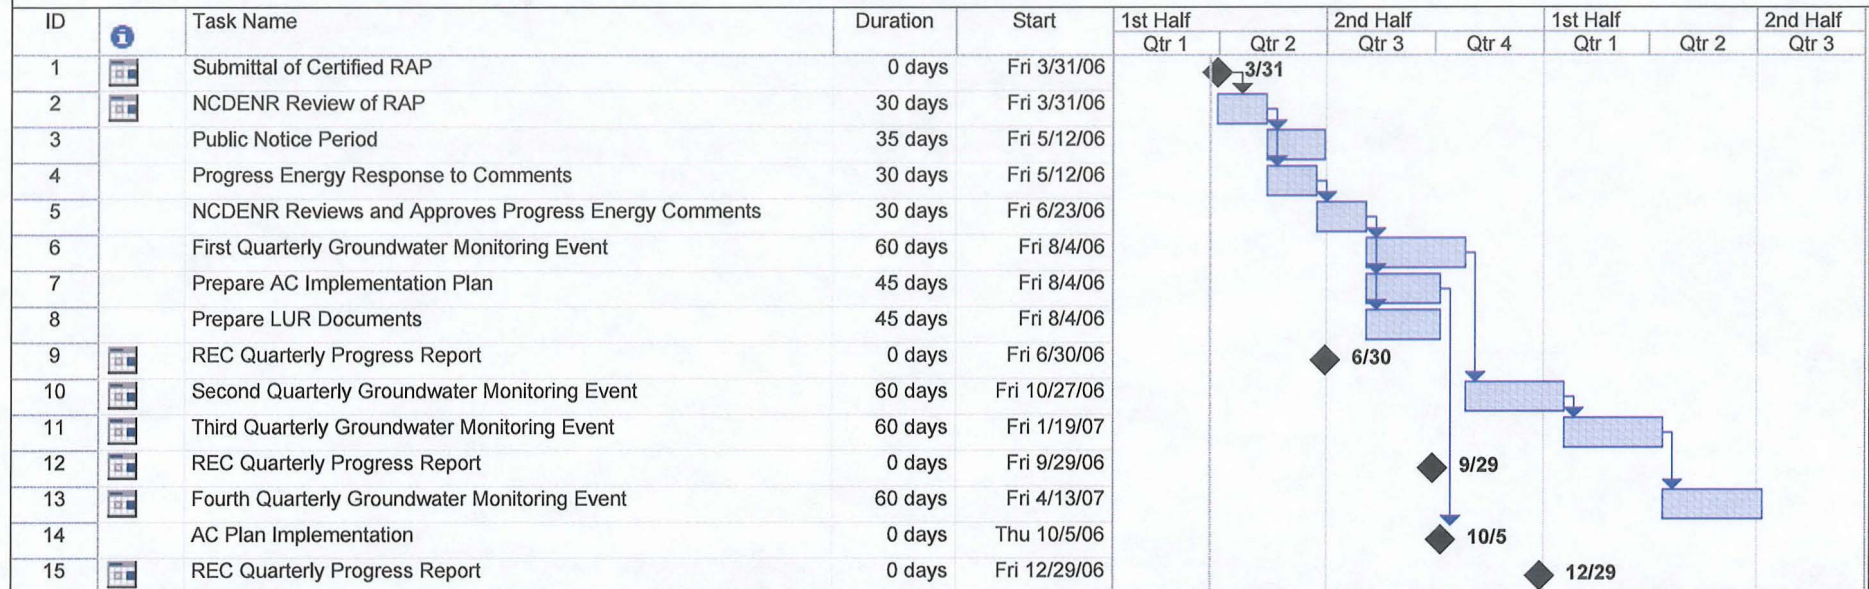 ID Task Name Duration Start 1st Half 2nd Half 1st Half 2nd Half
i Qtr 1 Qtr 2 Qtr 3 Qtr 4 Qtr 1 Qtr 2 Qtr 3
1 Submittal of Certified RAP 0 days Fri 3/31/06 3/31
2 NCDENR Review of RAP 30 days Fri 3/31/06
3 Public Notice Period 35 days Fri 5/12/06
4 Progress Energy Response to Comments 30 days Fri 5/12/06
5 NCDENR Reviews and Approves Progress Energy Comments 30 days Fri 6/23/06
6 First Quarterly Groundwater Monitoring Event 60 days Fri 8/4/06
7 Prepare AC Implementation Plan 45 days Fri 8/4/06
8 Prepare LUR Documents 45 days Fri 8/4/06
9 REC Quarterly Progress Report 0 days Fri 6/30/06 6/30
10 Second Quarterly Groundwater Monitoring Event 60 days Fri 10/27/06
11 Third Quarterly Groundwater Monitoring Event 60 days Fri 1/19/07
12 REC Quarterly Progress Report 0 days Fri 9/29/06 9/29
13 Fourth Quarterly Groundwater Monitoring Event 60 days Fri 4/13/07
14 AC Plan Implementation 0 days Thu 10/5/06 10/5
15 REC Quarterly Progress Report 0 days Fri 12/29/06 12/29